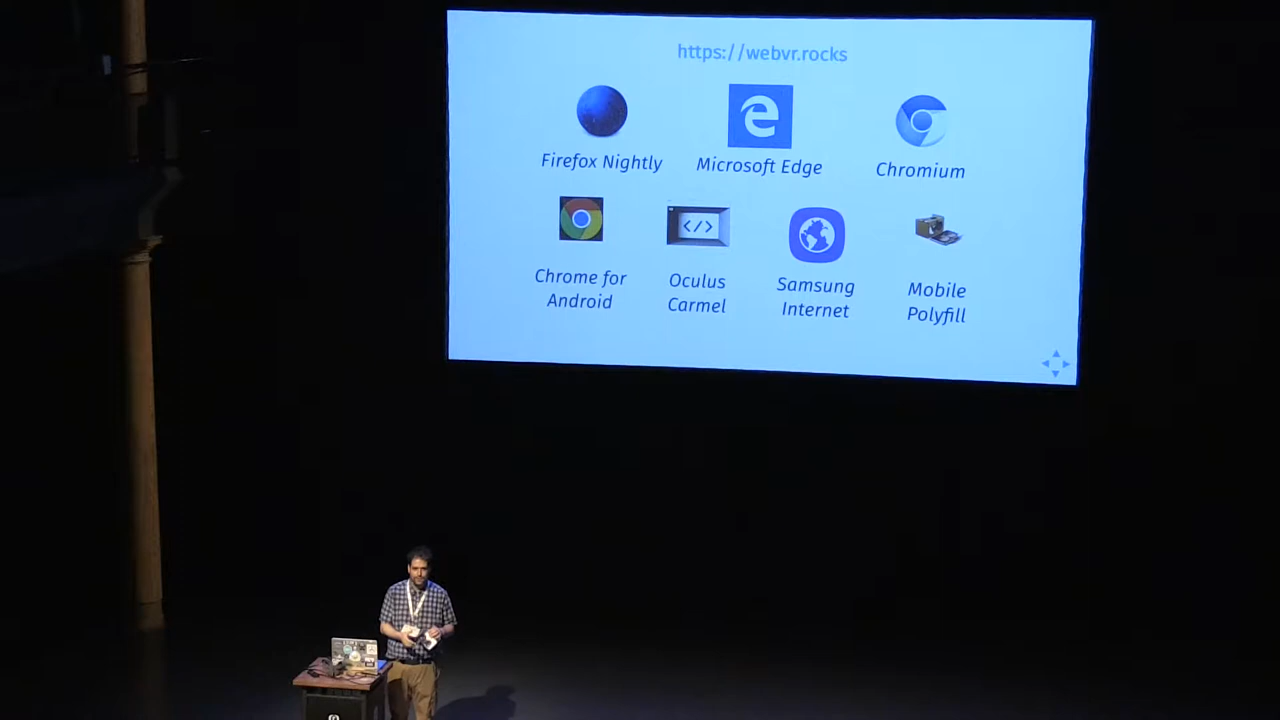 https://webvr.rocks
Firefox Nightly
Microsoft Edge
Chromium
</>
Chrome for
Android
Oculus
Carmel
Samsung
Internet
Mobile
Polyfill